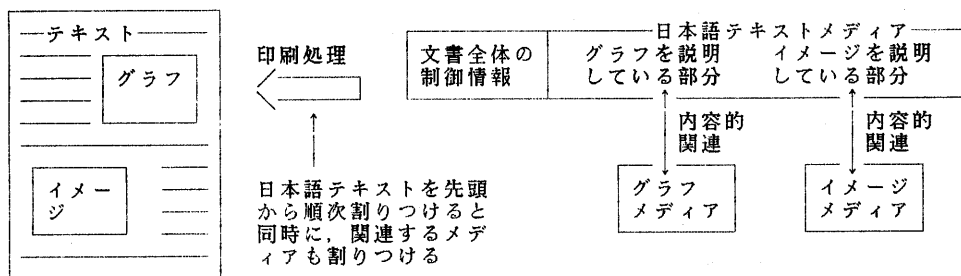 テキスト
グラフ
イメー
ジ
印刷処理
日本語テキストを先頭
から順次割りつけると
同時に，関連するメデ
ィアも割りつける
日本語テキストメディア
文書全体の
制御情報
グラフを説明
している部分
イメージを説明
している部分
内容的
関連
内容的
関連
グラフ
メディア
イメージ
メディア